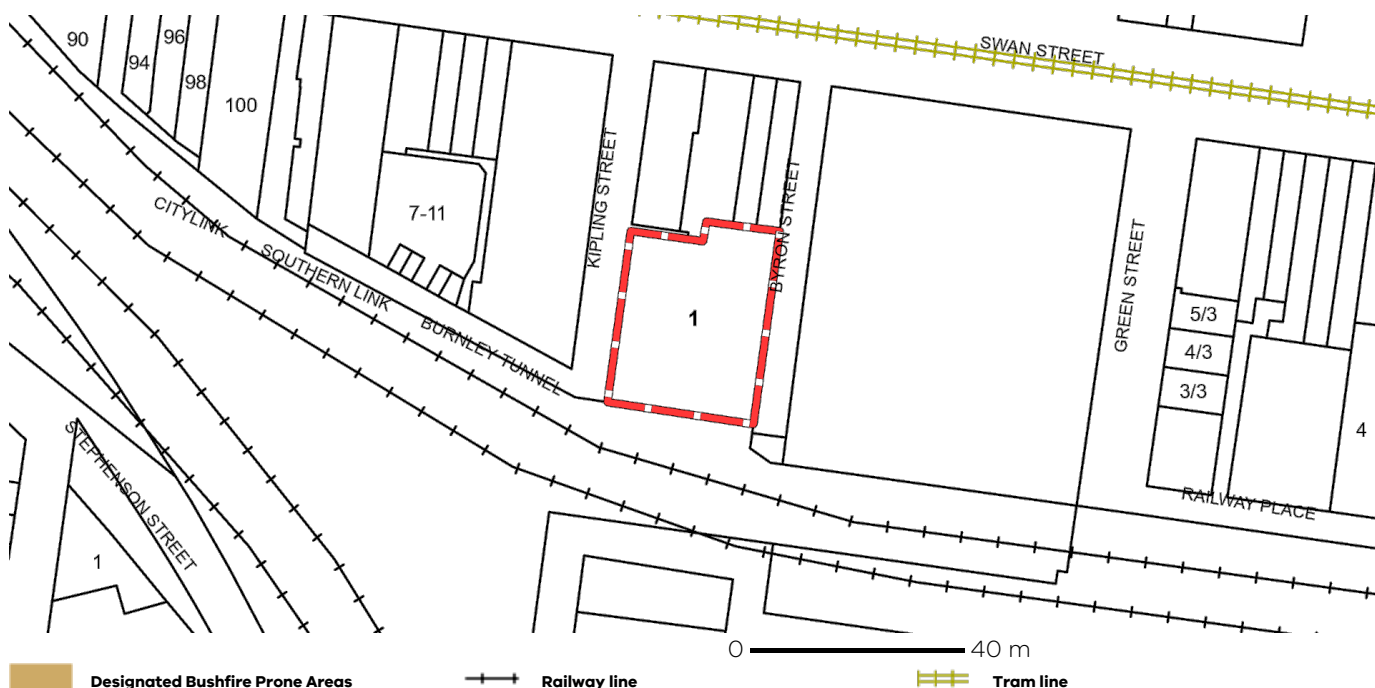 SWAN STREET
90
94
96
98
100
KIPLING STREET
BYRON STREET
7-11
CITYLINK
SOUTHERN LINK
BURNLEY TUNNEL
1
GREEN STREET
5/3
4/3
3/3
4
STEPHENSON STREET
RAILWAY PLACE
1
0 40 m
Designated Bushfire Prone Areas Railway line Tram line